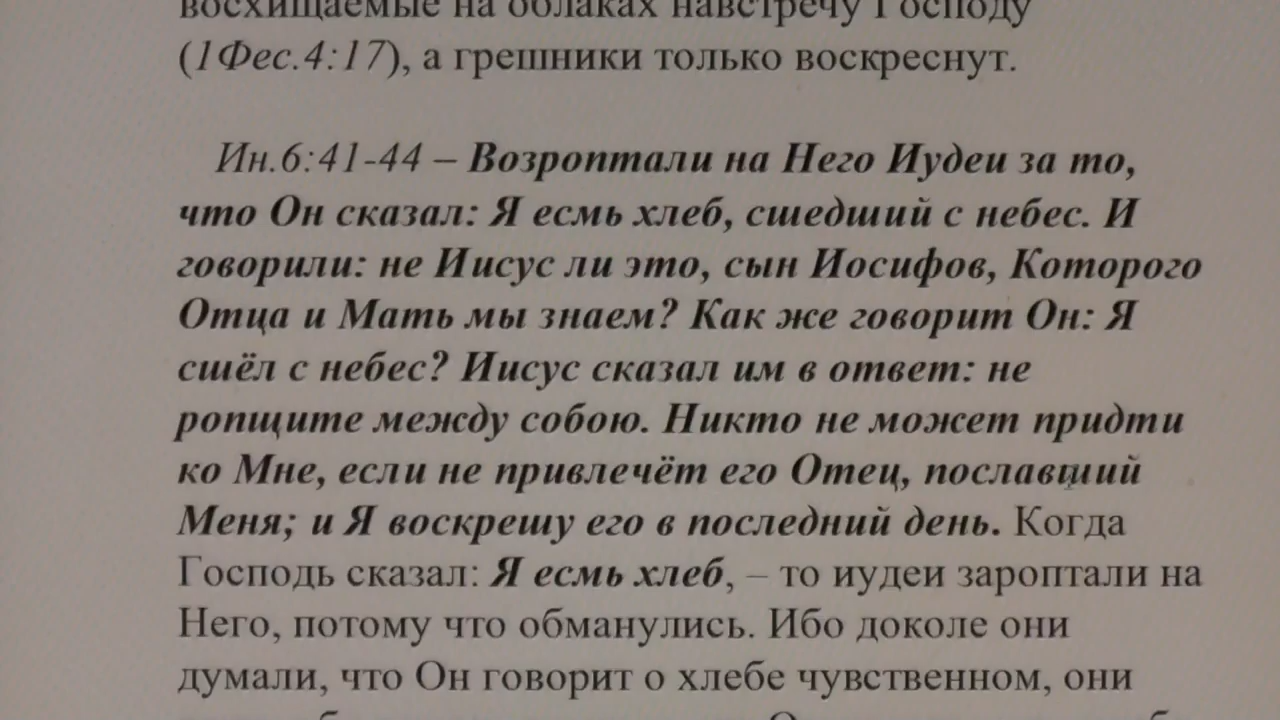 восхищаемые на облаках навстречу Господу
(1Фес.4:17), а грешники только воскреснут.
Ин.6:41-44 – Возроптали на Него Иудеи за то,
что Он сказал: Я есмь хлеб, сшедший с небес. И
говорили: не Иисус ли это, сын Иосифов, Которого
Отца и Мать мы знаем? Как же говорит Он: Я
сшёл с небес? Иисус сказал им в ответ: не
ропщите между собою. Никто не может придти
ко Мне, если не привлечёт его Отец, пославший
Меня; и Я воскрешу его в последний день. Когда
Господь сказал: Я есмь хлеб, – то иудеи зароптали на
Него, потому что обманулись. Ибо доколе они
думали, что Он говорит о хлебе чувственном, они